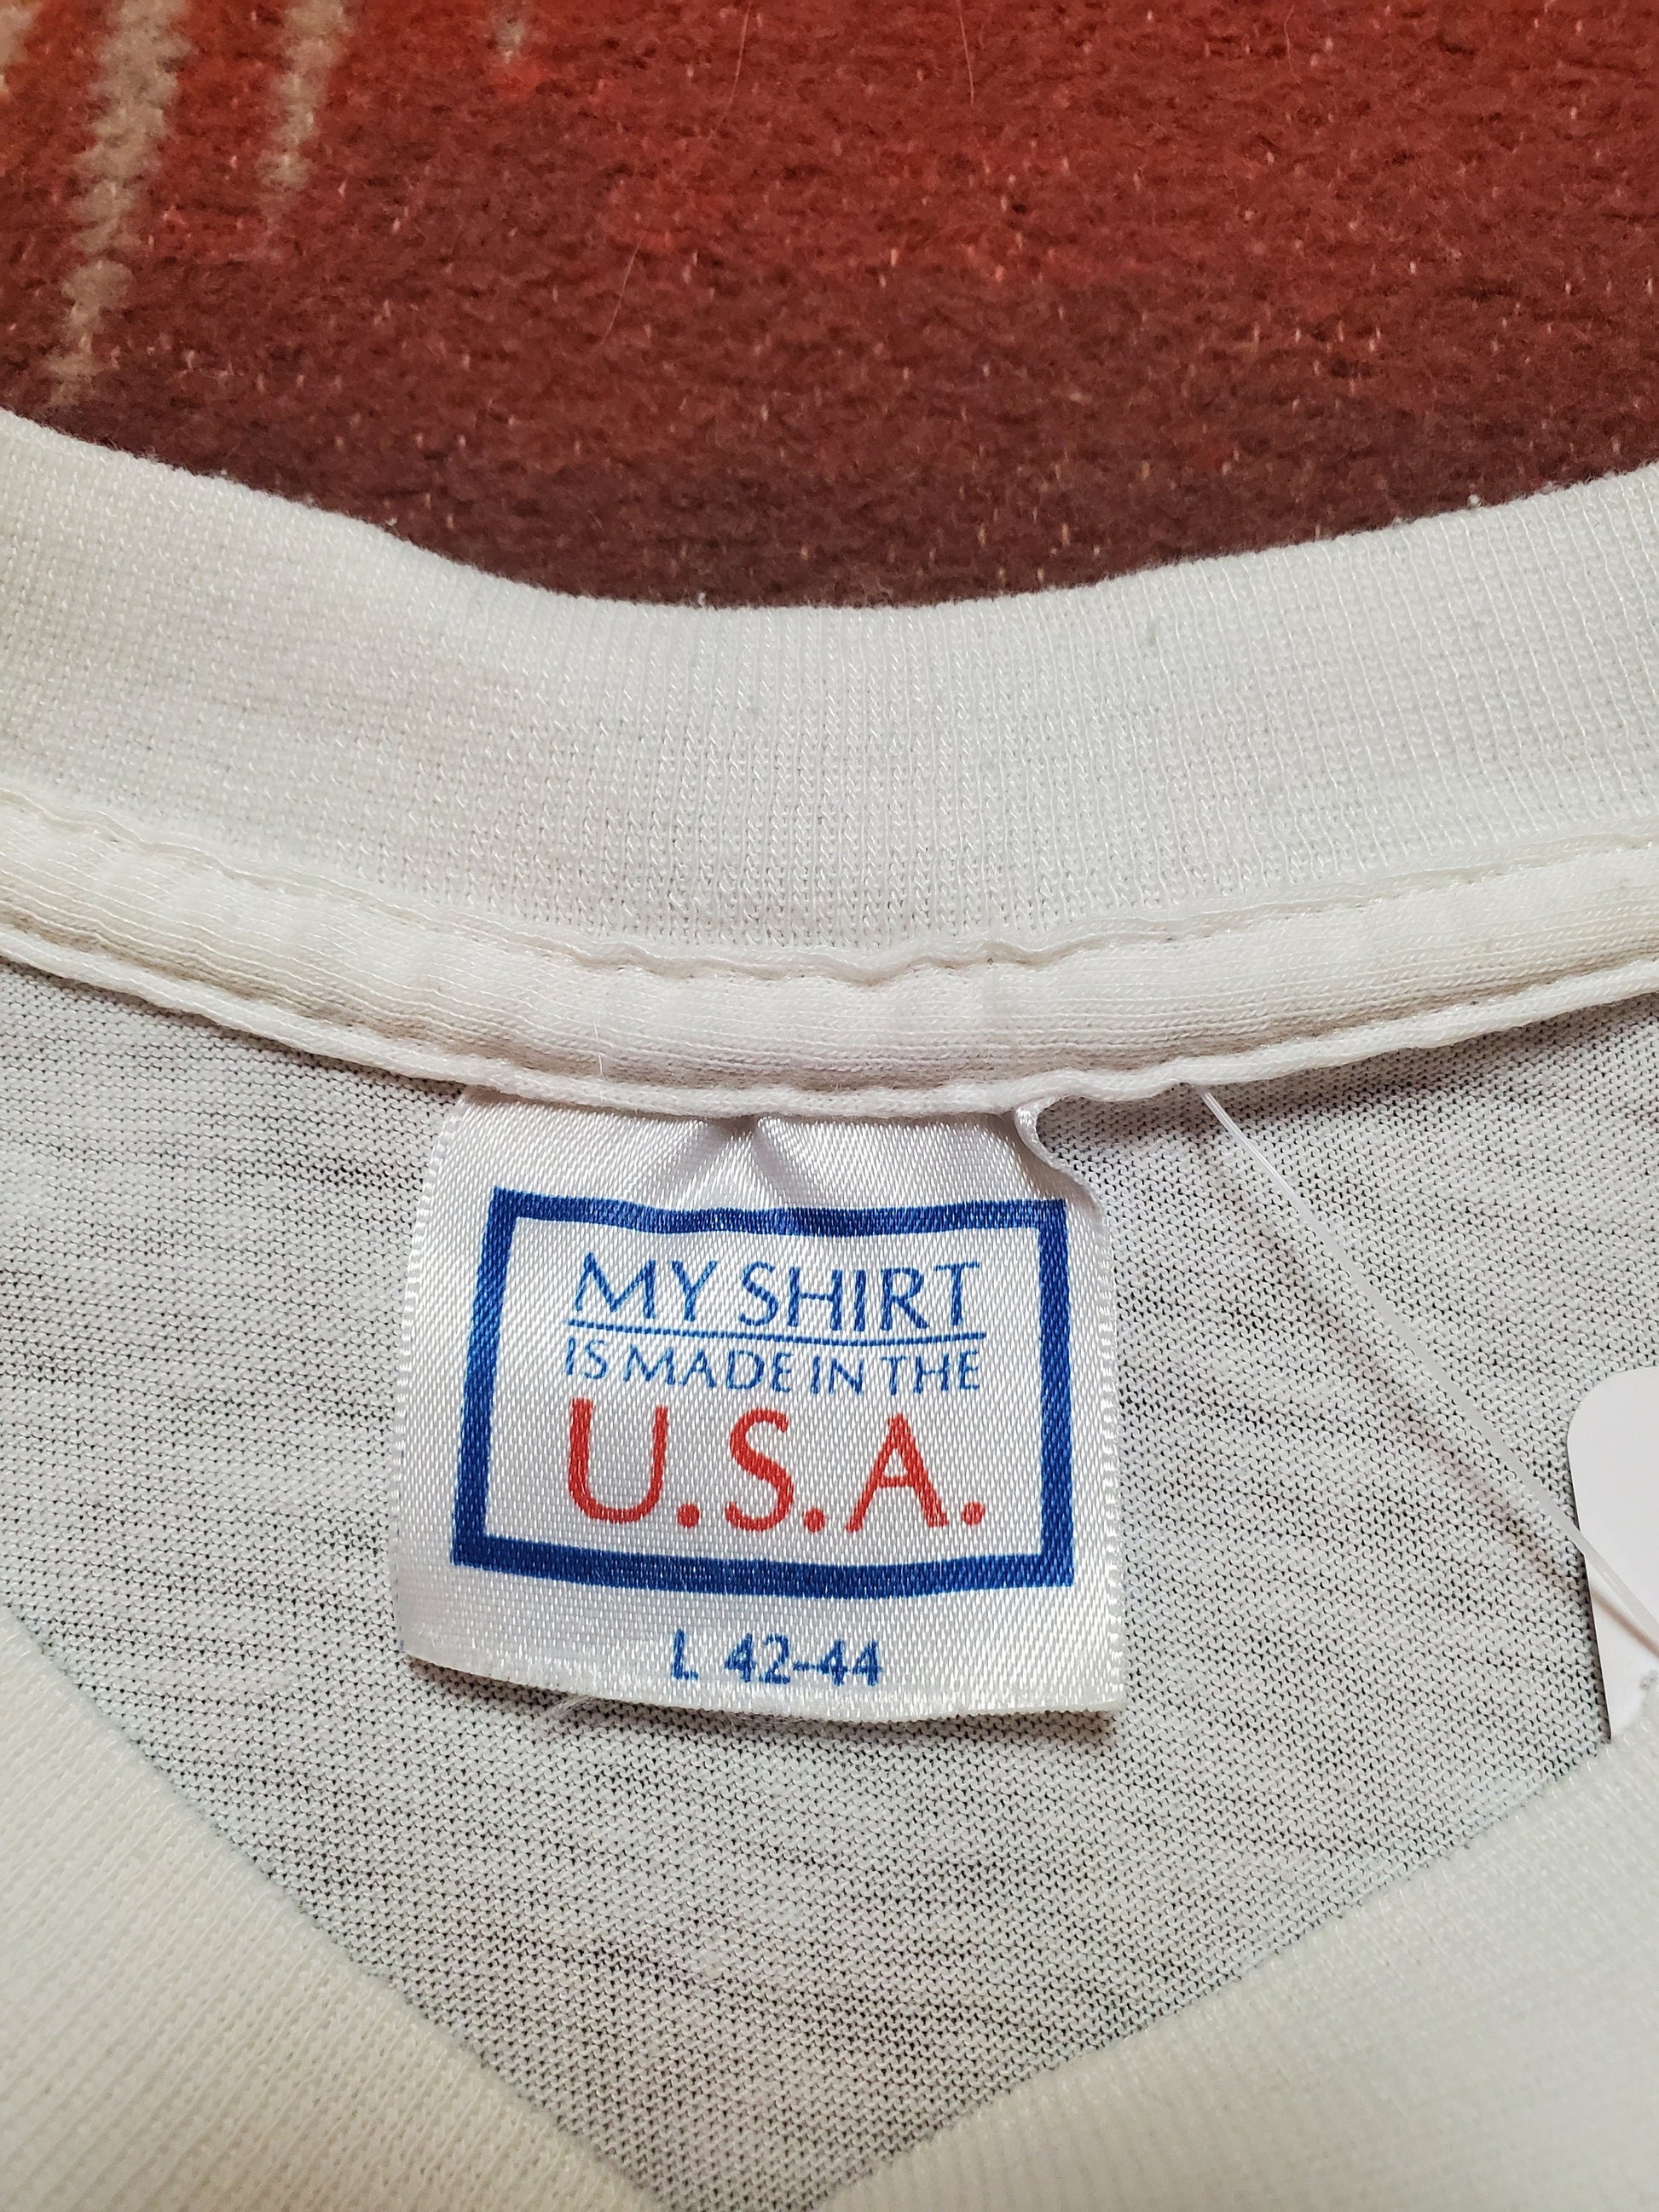 MY SHIRT
IS MADE IN THE
U.S.A.
L 42-44